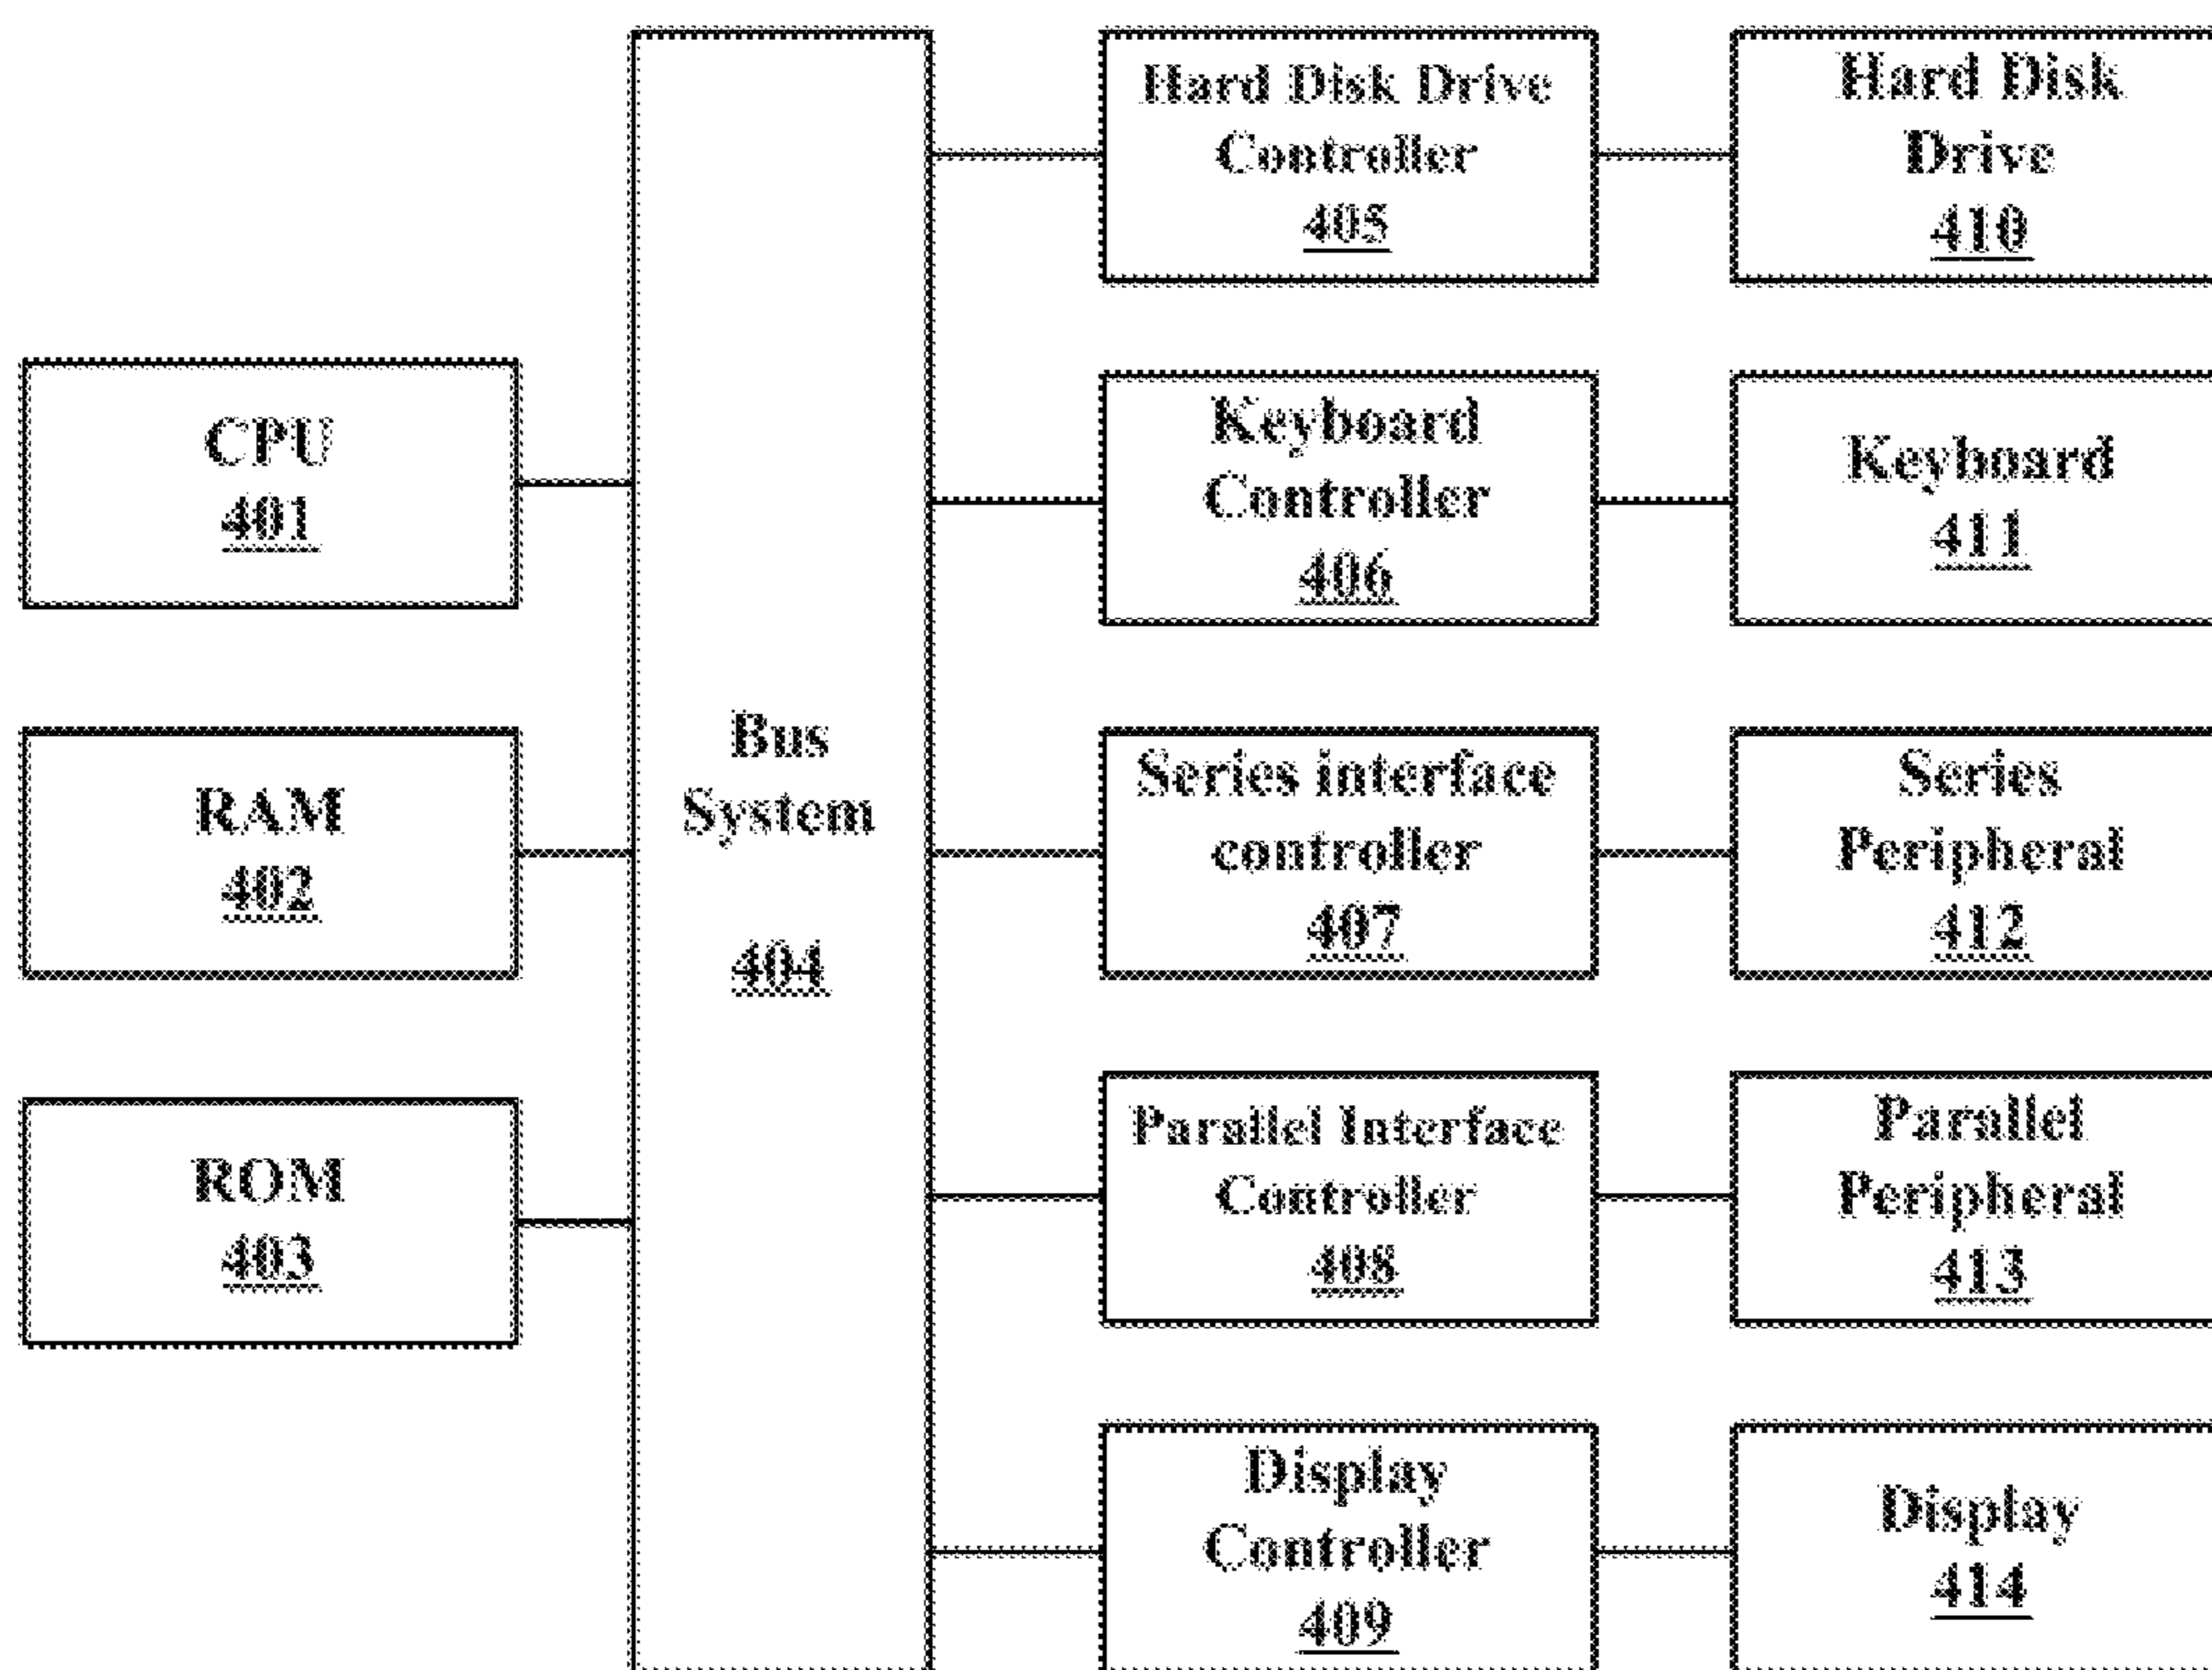 CPU
401
RAM
402
ROM
403
Bus
System
404
Hard Disk Drive
Controller
405
Keyboard
Controller
406
Series interface
controller
407
Parallel Interface
Controller
408
Display
Controller
409
Hard Disk
Drive
410
Keyboard
411
Series
Peripheral
412
Parallel
Peripheral
413
Display
414